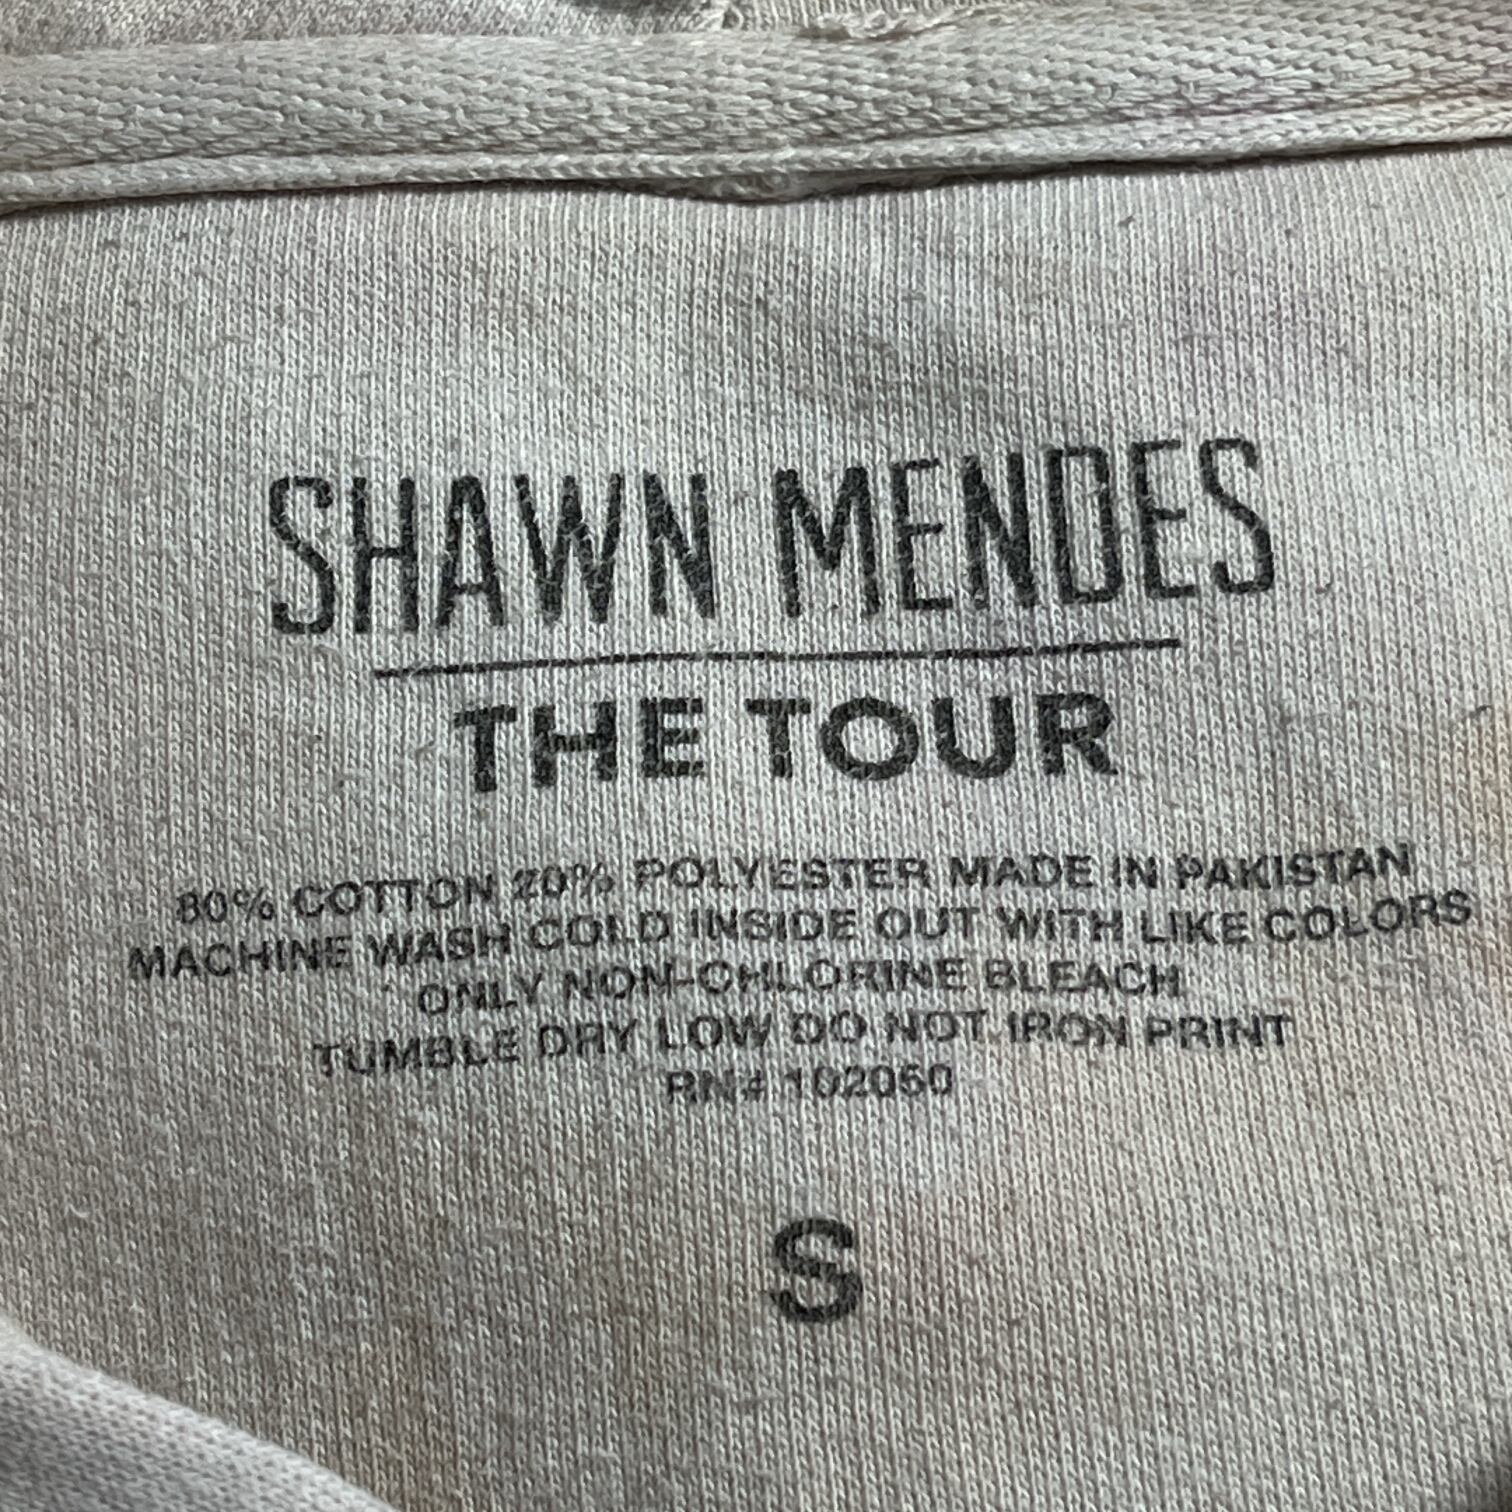 SHAWN MENDES
THE TOUR
80% COTTON 20% POLYESTER MADE IN PAKISTAN
MACHINE WASH COLD INSIDE OUT WITH LIKE COLORS
ONLY NON-CHLORINE BLEACH
TUMBLE DRY LOW DO NOT IRON PRINT
RN# 102050
S